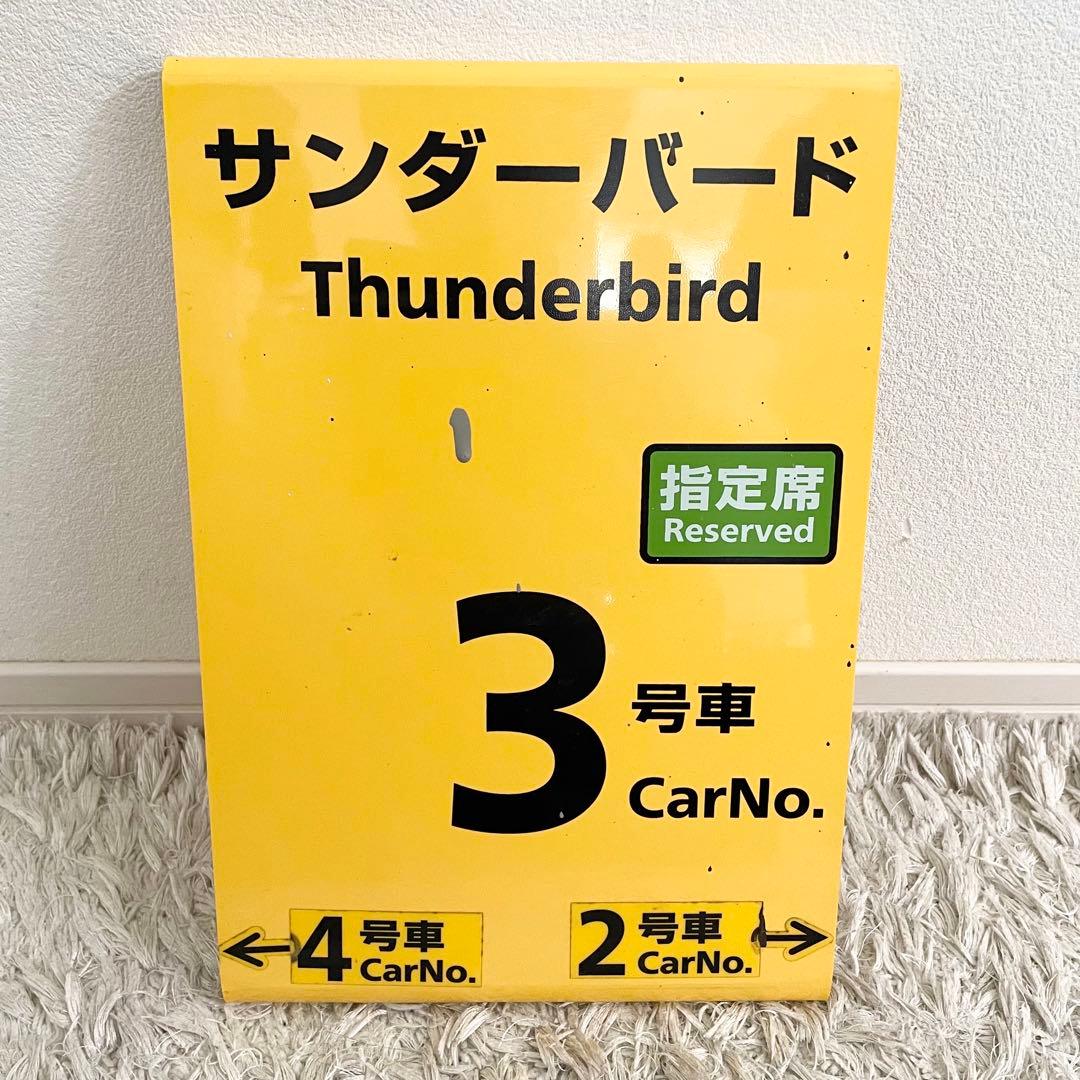 サンダーバード
Thunderbird
指定席
Reserved
3 号車
CarNo.
← 4 号車
CarNo.
2 号車 →
CarNo.